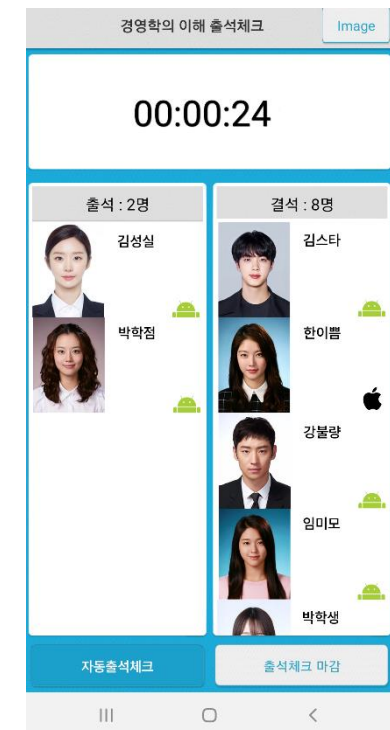 경영학의 이해 출석체크
Image
00:00:24
출석 : 2명
김성실
박학점
결석 : 8명
김스타
한이쁨
강불량
임미모
박학생
자동출석체크
출석체크 마감